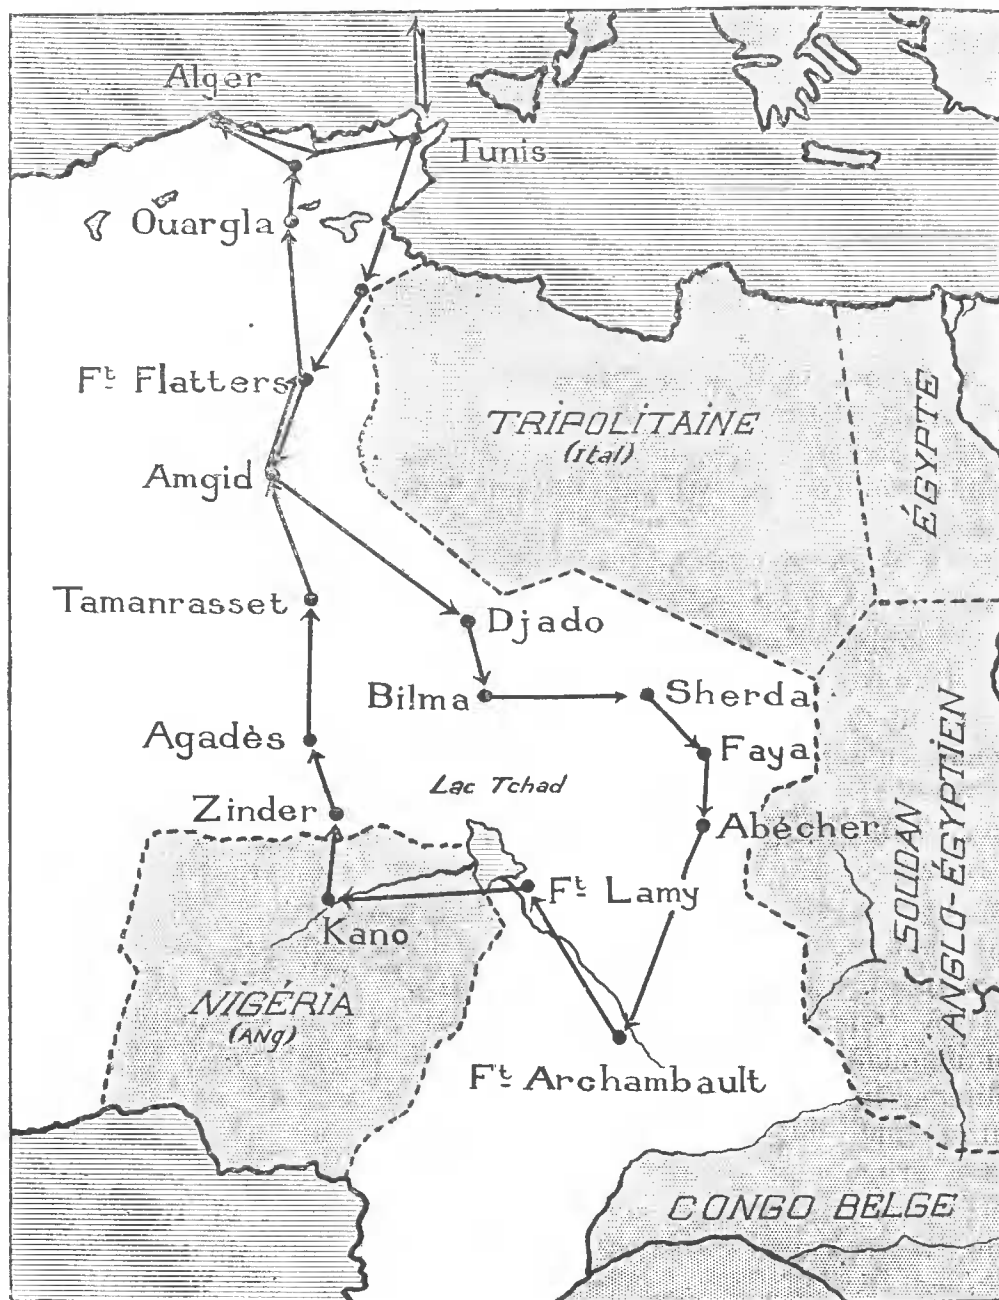 Alger
Tunis
Ouargla
Ft Flatters
TRIPOLITAINE
(Ital)
ÉGYPTE
Amgid
Tamanrasset
Djado
Bilma
Sherda
Agadès
Faya
Lac Tchad
Zinder
Abécher
SOUDAN
ANGLO-ÉGYPTIEN
Ft Lamy
Kano
NIGÉRIA
(ANg)
Ft Archambault
CONGO BELGE